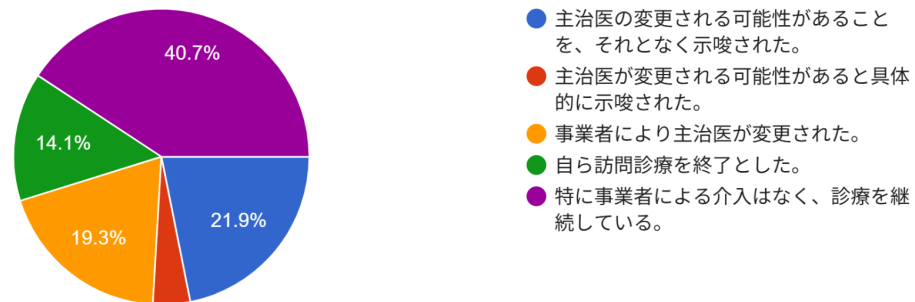 40.7%
14.1%
19.3%
21.9%
主治医の変更される可能性があること
を、それとなく示唆された。
主治医が変更される可能性があると具体
的に示唆された。
事業者により主治医が変更された。
自ら訪問診療を終了とした。
特に事業者による介入はなく、診療を継
続している。